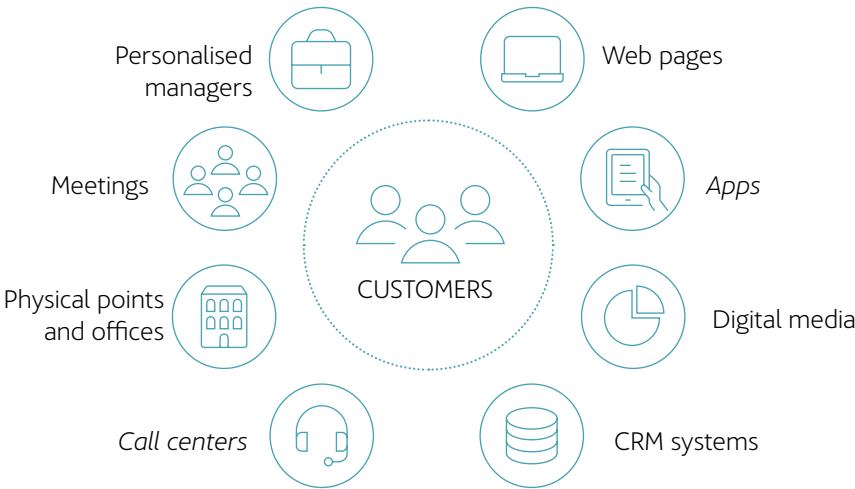 Personalised
managers
Web pages
Meetings
Apps
CUSTOMERS
Physical points
and offices
Digital media
Call centers
CRM systems